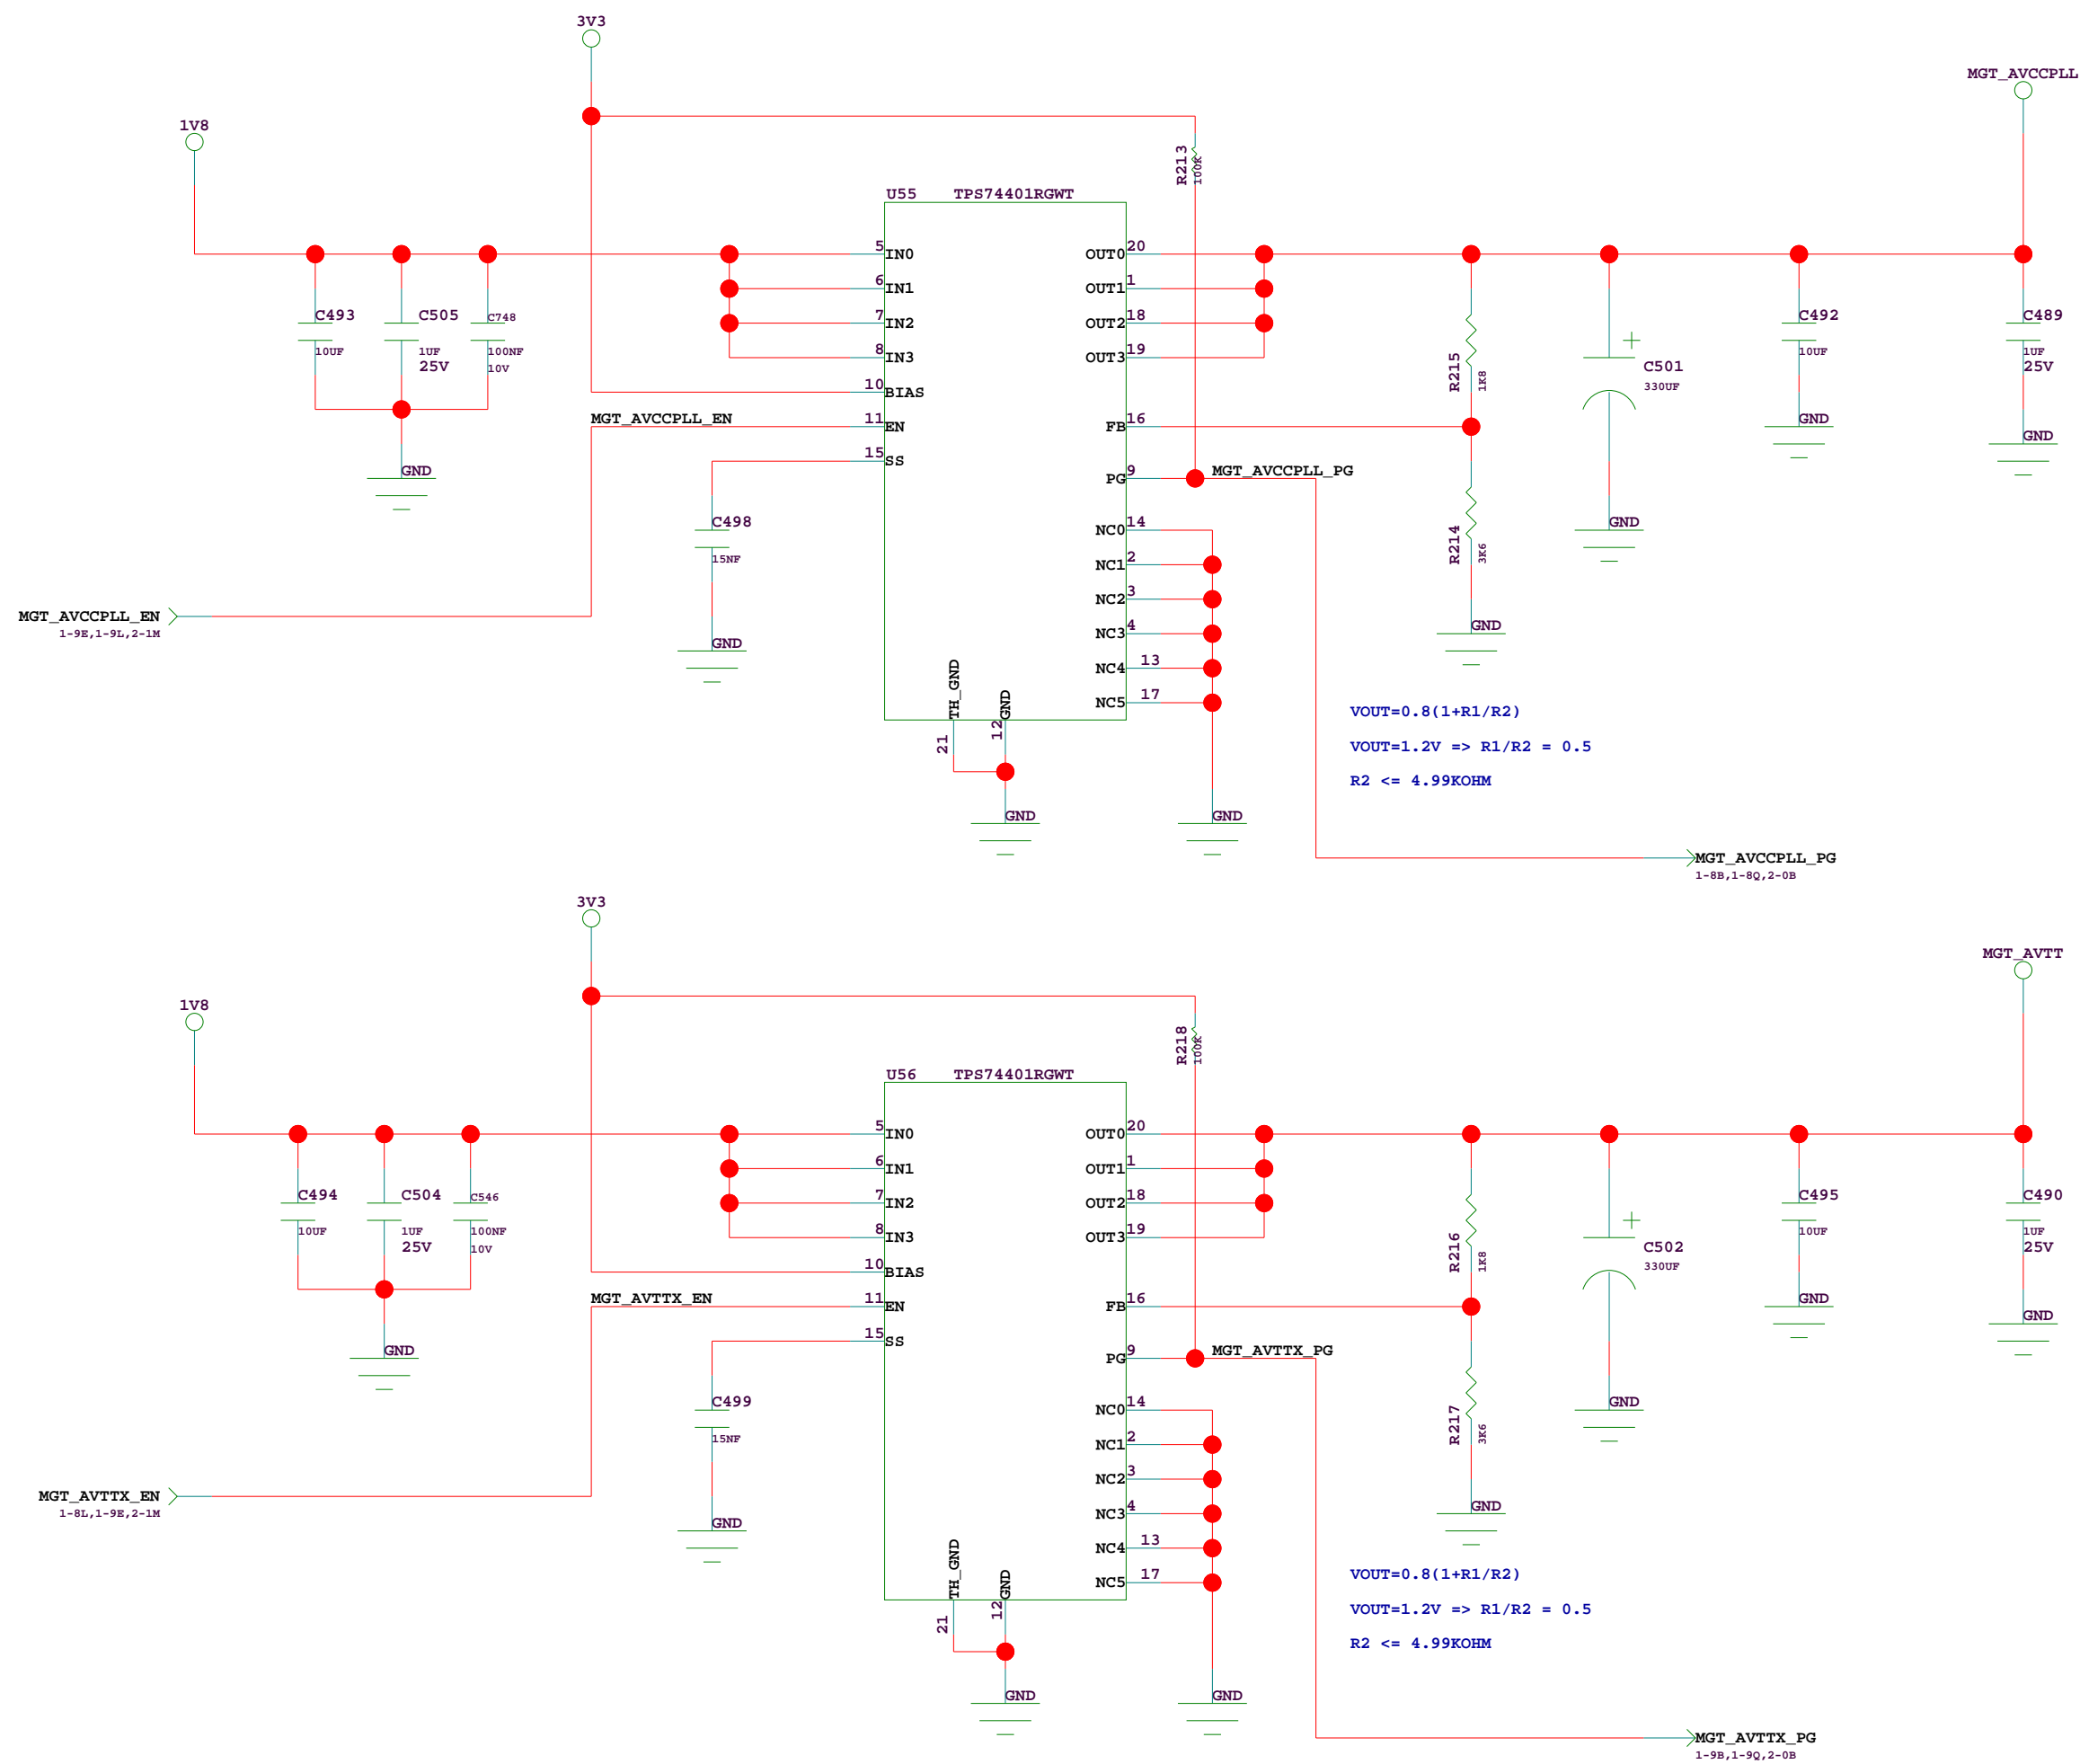 3V3
MGT_AVCCPLL
1V8
R213
100K
U55 TPS74401RGWT
5 IN0 OUT0 20
6 IN1 OUT1 1
7 IN2 OUT2 18
8 IN3 OUT3 19
10 BIAS
11 EN FB 16
15 SS
PG 9
NC0 14
NC1 2
NC2 3
NC3 4
NC4 13
NC5 17
TH_GND
21
GND
12
GND
GND
C493
10UF
C505
1UF
25V
C748
100NF
10V
GND
MGT_AVCCPLL_EN
C498
15NF
GND
MGT_AVCCPLL_EN
1-9E,1-9L,2-1M
MGT_AVCCPLL_PG
R215
1K8
R214
3K6
GND
C501
330UF
GND
C492
10UF
GND
C489
1UF
25V
GND
VOUT=0.8(1+R1/R2)
VOUT=1.2V => R1/R2 = 0.5
R2 <= 4.99KOHM
MGT_AVCCPLL_PG
1-8B,1-8Q,2-0B
3V3
MGT_AVTT
1V8
R218
100K
U56 TPS74401RGWT
5 IN0 OUT0 20
6 IN1 OUT1 1
7 IN2 OUT2 18
8 IN3 OUT3 19
10 BIAS
11 EN FB 16
15 SS
PG 9
NC0 14
NC1 2
NC2 3
NC3 4
NC4 13
NC5 17
TH_GND
21
GND
12
GND
GND
C494
10UF
C504
1UF
25V
C546
100NF
10V
GND
MGT_AVTTX_EN
C499
15NF
GND
MGT_AVTTX_EN
1-8L,1-9E,2-1M
MGT_AVTTX_PG
R216
1K8
R217
3K6
GND
C502
330UF
GND
C495
10UF
GND
C490
1UF
25V
GND
VOUT=0.8(1+R1/R2)
VOUT=1.2V => R1/R2 = 0.5
R2 <= 4.99KOHM
MGT_AVTTX_PG
1-9B,1-9Q,2-0B